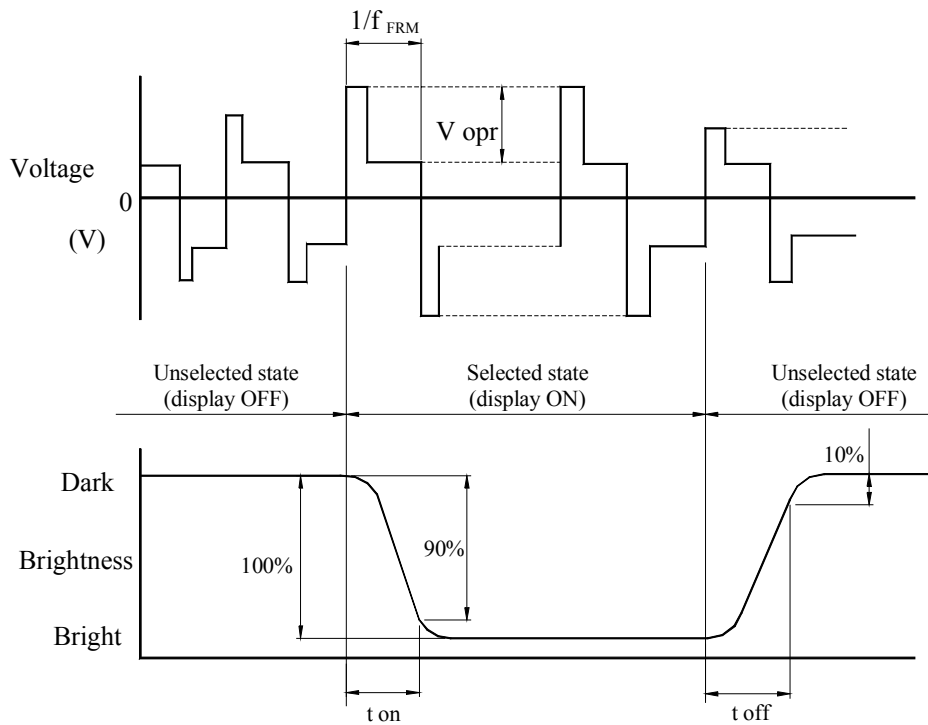 1/f FRM
V opr
Voltage
0
(V)
Unselected state
(display OFF)
Selected state
(display ON)
Unselected state
(display OFF)
10%
Dark
90%
100%
Brightness
Bright
t on
t off